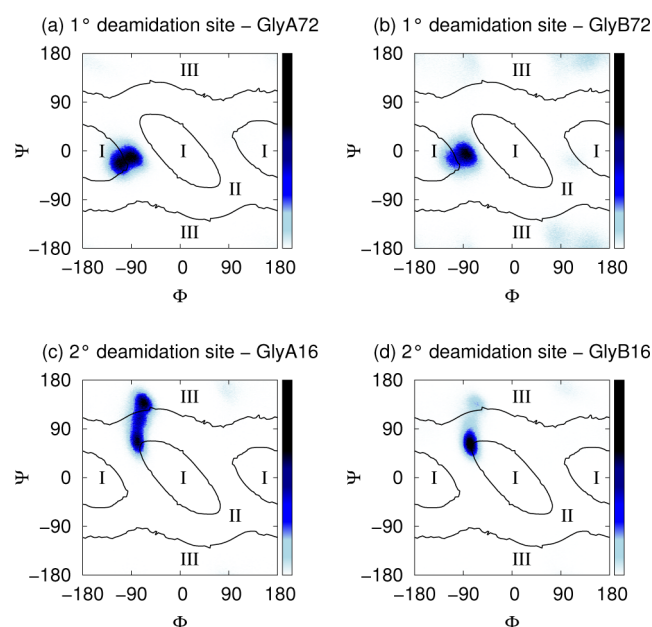 (a) 1° deamidation site – GlyA72
(b) 1° deamidation site – GlyB72
180
90
0
−90
−180
Ψ
III
I
I
I
II
III
−180 −90 0 90 180
Φ
180
90
0
−90
−180
Ψ
III
I
I
I
II
III
−180 −90 0 90 180
Φ
(c) 2° deamidation site – GlyA16
(d) 2° deamidation site – GlyB16
180
90
0
−90
−180
Ψ
III
I
I
I
II
III
−180 −90 0 90 180
Φ
180
90
0
−90
−180
Ψ
III
I
I
I
II
III
−180 −90 0 90 180
Φ